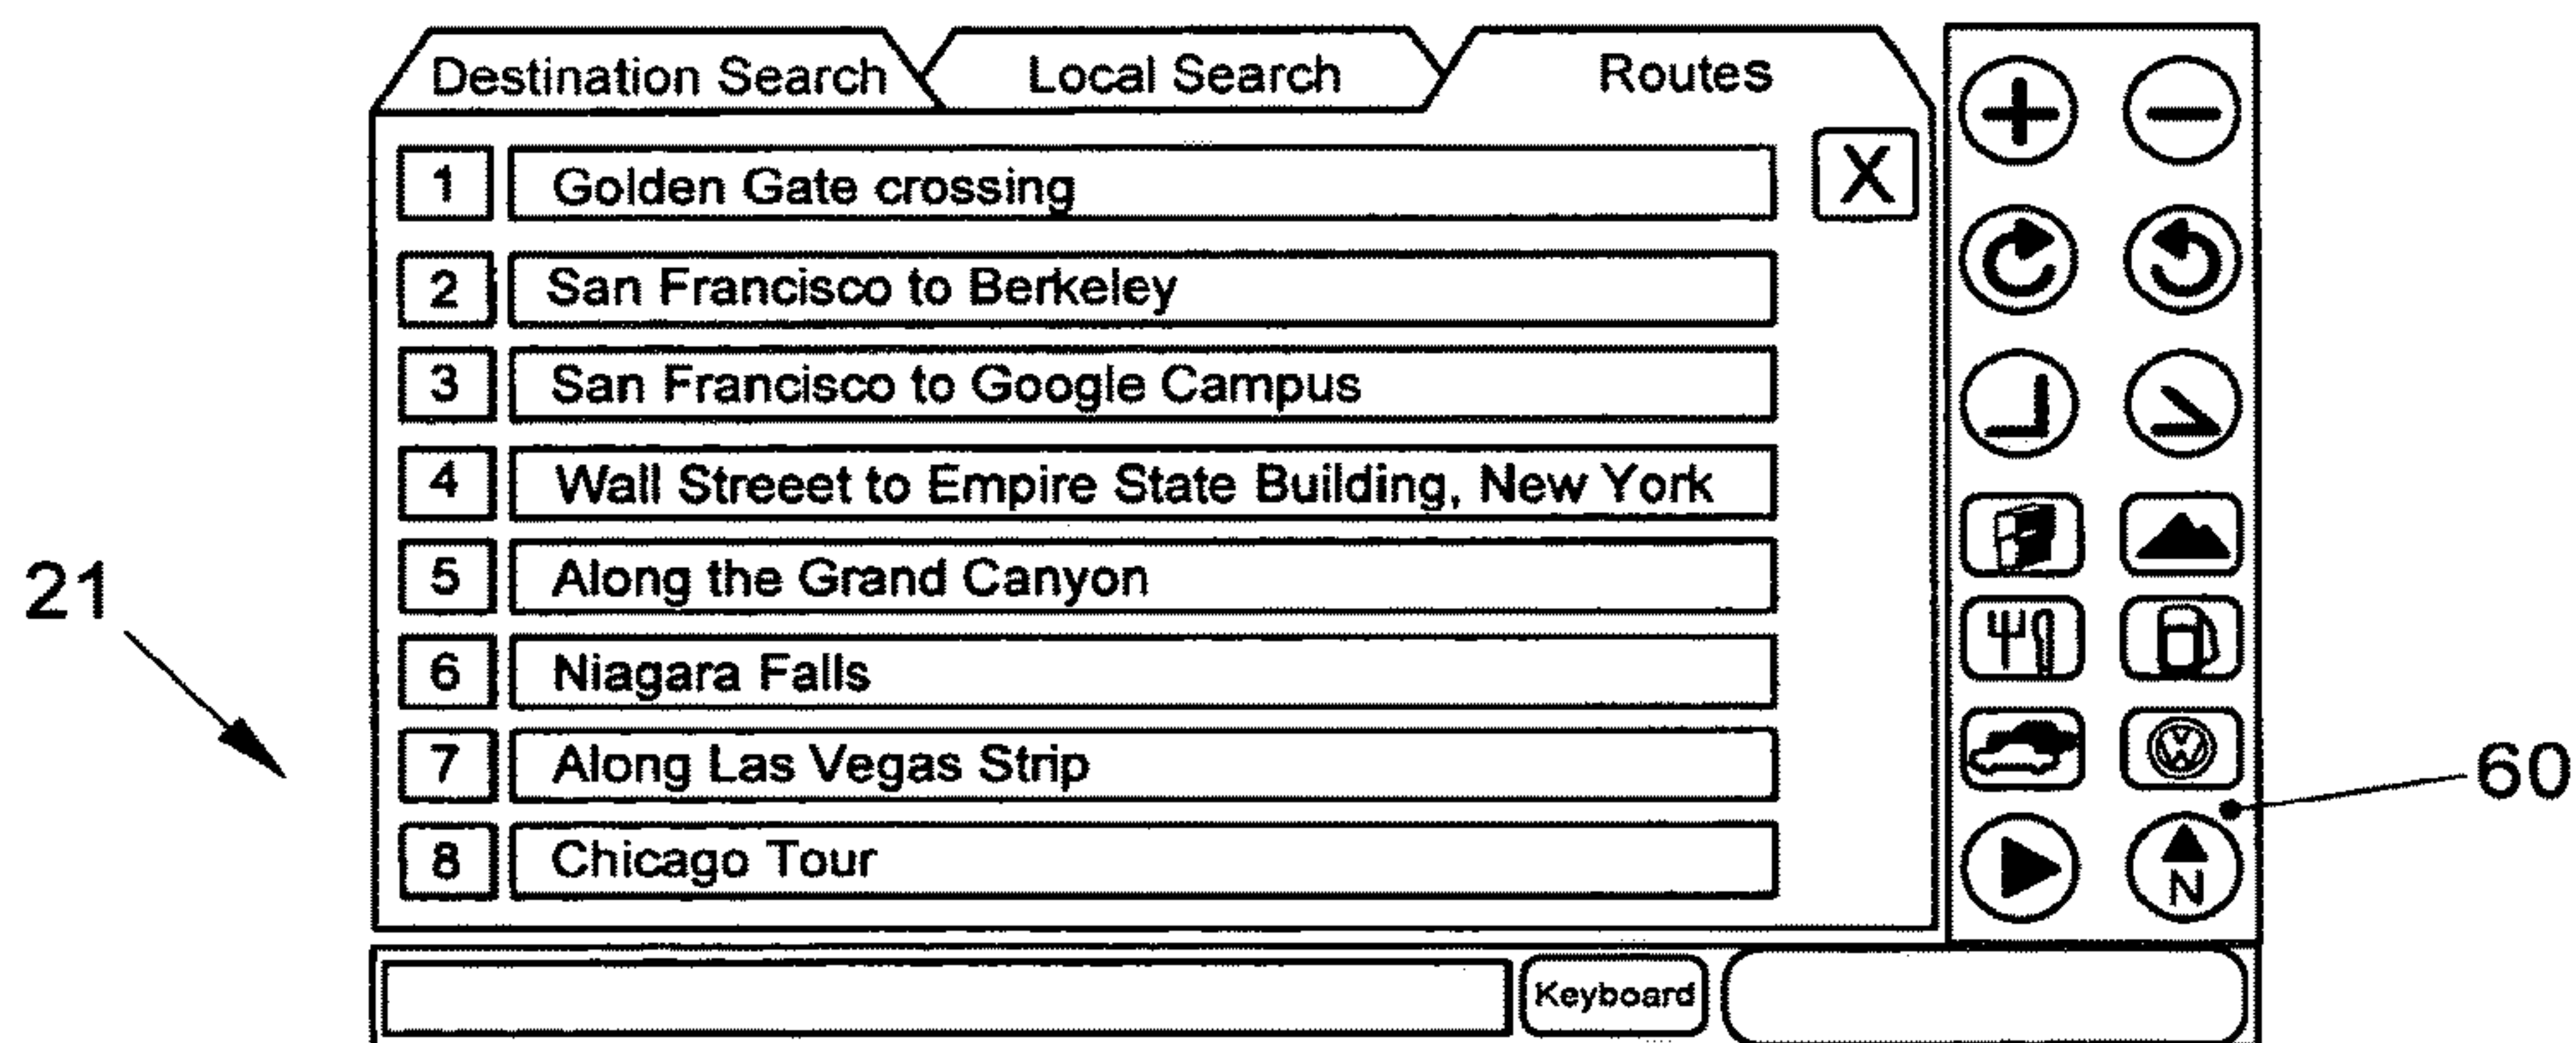 Destination Search Local Search Routes
1 Golden Gate crossing X
2 San Francisco to Berkeley
3 San Francisco to Google Campus
4 Wall Streeet to Empire State Building, New York
5 Along the Grand Canyon
21
6 Niagara Falls
7 Along Las Vegas Strip
60
8 Chicago Tour
N
Keyboard